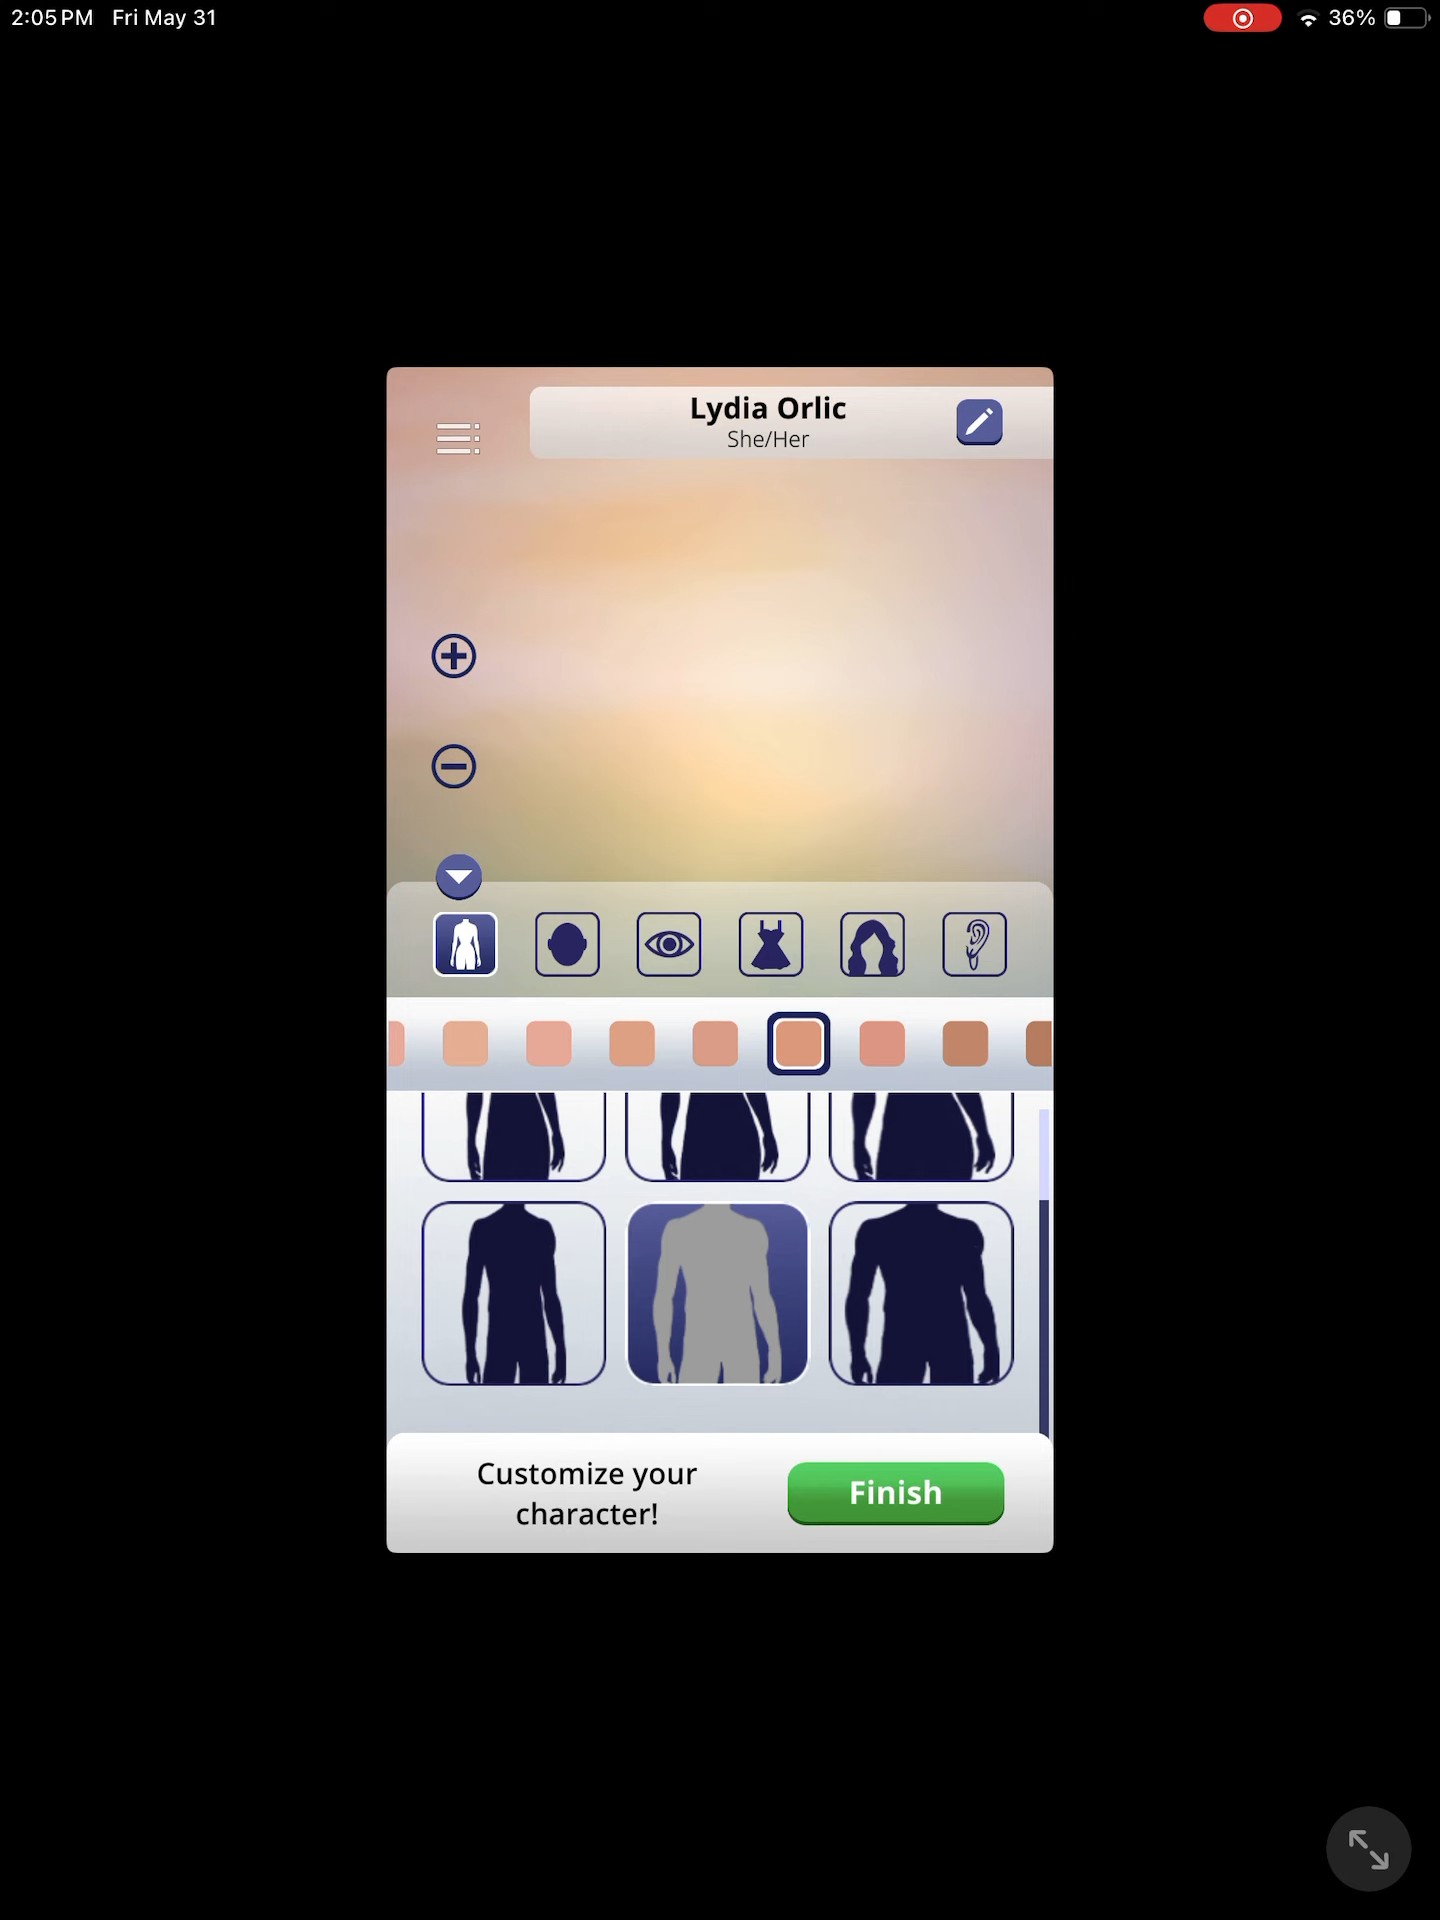 2:05 PM Fri May 31
36%
Lydia Orlic
She/Her
Customize your
character!
Finish